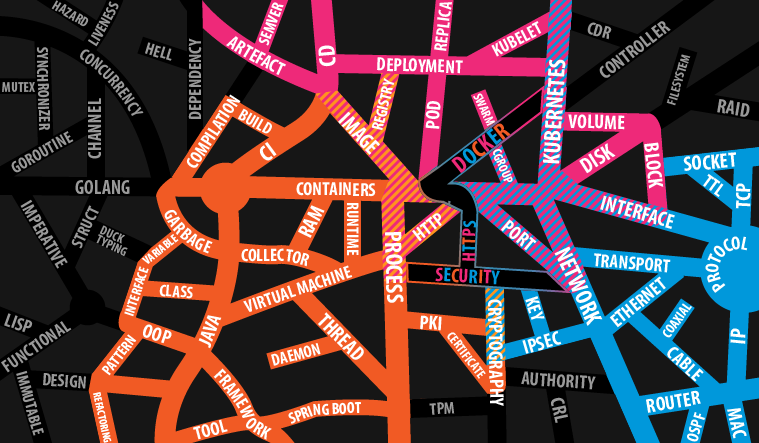 HAZARD
LIVENESS
SEMVER
CD
REPLICA
KUBELET
CDR
CONTROLLER
HELL
DEPENDENCY
ARTEFACT
DEPLOYMENT
KUBERNETES
FILESYSTEM
RAID
MUTEX
SYNCHRONIZER
CONCURRENCY
CHANNEL
GOROUTINE
COMPILATION
BUILD
CI
IMAGE
REGISTRY
POD
SWARM
DOCKER
CGROUP
VOLUME
DISK
BLOCK
SOCKET
TTL
TCP
GOLANG
CONTAINERS
INTERFACE
IMPERATIVE
STRUCT
DUCK
TYPING
GARBAGE
COLLECTOR
RAM
RUNTIME
PROCESS
HTTP
HTTPS
PORT
NETWORK
TRANSPORT
PROTOCOL
INTERFACE
VARIABLE
CLASS
VIRTUAL MACHINE
SECURITY
KEY
ETHERNET
COAXIAL
IP
LISP
FUNCTIONAL
OOP
JAVA
THREAD
PKI
CERTIFICATE
CRYPTOGRAPHY
IPSEC
CABLE
PATTERN
DAEMON
IMMUTABLE
DESIGN
REFACTORING
FRAMEWORK
TOOL
SPRING BOOT
TPM
AUTHORITY
CRL
ROUTER
OSPF
MAC